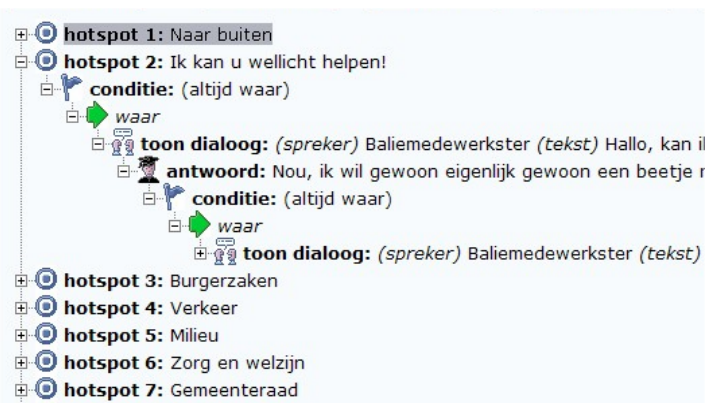 hotspot 1: Naar buiten
hotspot 2: Ik kan u wellicht helpen!
conditie: (altijd waar)
waar
toon dialoog: (spreker) Baliemedewerkster (tekst) Hallo, kan
antwoord: Nou, ik wil gewoon eigenlijk gewoon een beetje
conditie: (altijd waar)
waar
toon dialoog: (spreker) Baliemedewerkster (tekst)
hotspot 3: Burgerzaken
hotspot 4: Verkeer
hotspot 5: Milieu
hotspot 6: Zorg en welzijn
hotspot 7: Gemeenteraad